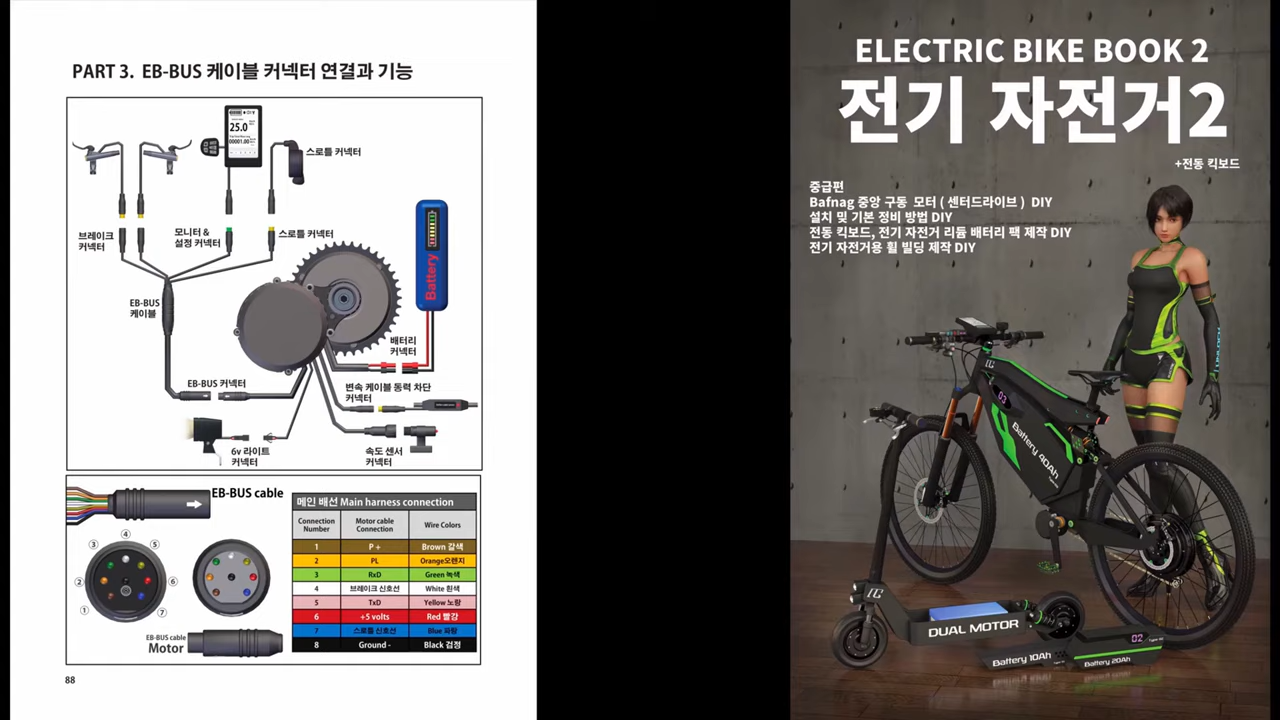 PART 3. EB-BUS 케이블 커넥터 연결과 기능
25.0
00001.00
스로틀 커넥터
브레이크
커넥터
모니터 &
설정 커넥터
스로틀 커넥터
Battery
EB-BUS
케이블
배터리
커넥터
EB-BUS 커넥터
변속 케이블 동력 차단
커넥터
6v 라이트
커넥터
속도 센서
커넥터
EB-BUS cable
메인 배선 Main harness connection
Connection Number Motor cable Connection Wire Colors
1 P + Brown 갈색
2 PL Orange오렌지
3 RxD Green 녹색
4 브레이크 신호선 White 흰색
5 TxD Yellow 노랑
6 +5 volts Red 빨강
7 스로틀 신호선 Blue 파랑
8 Ground - Black 검정
④
③ ⑤
② ⑥
① ⑦
EB-BUS cable
Motor
88
ELECTRIC BIKE BOOK 2
전기 자전거2
+전동 킥보드
중급편
Bafnag 중앙 구동 모터 ( 센터드라이브 ) DIY
설치 및 기본 정비 방법 DIY
전동 킥보드, 전기 자전거 리튬 배터리 팩 제작 DIY
전기 자전거용 휠 빌딩 제작 DIY
03
Battery 40Ah
DUAL MOTOR
02
Battery 10Ah
Battery 20Ah